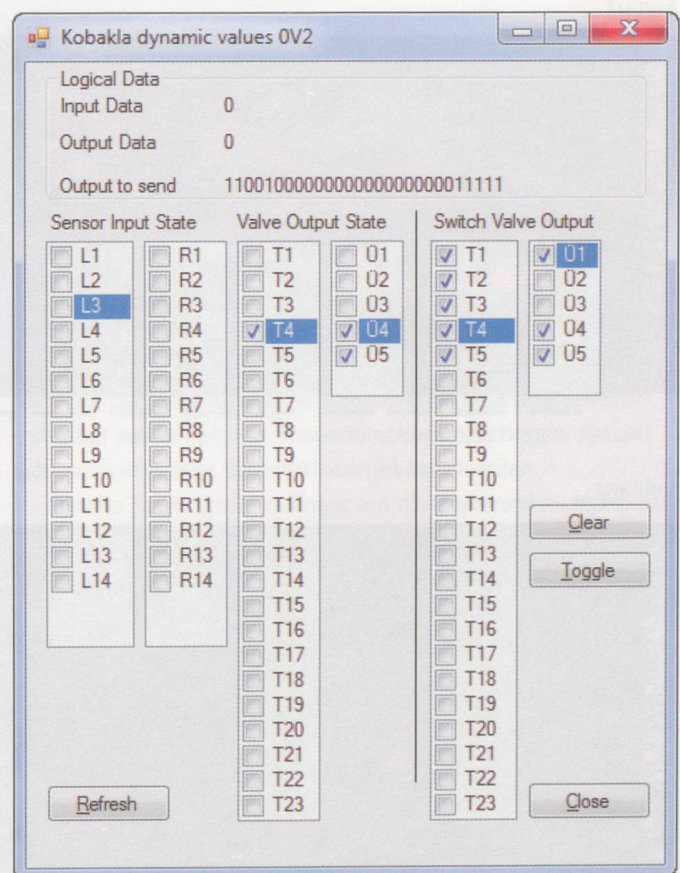 Kobakla dynamic values 0V2
Logical Data
Input Data 0
Output Data 0
Output to send 1100100000000000000000011111
Sensor Input State Valve Output State Switch Valve Output
L1 R1 T1 Ü1 T1 Ü1
L2 R2 T2 Ü2 T2 Ü2
L3 R3 T3 Ü3 T3 Ü3
L4 R4 T4 Ü4 T4 Ü4
L5 R5 T5 Ü5 T5 Ü5
L6 R6 T6 T6
L7 R7 T7 T7
L8 R8 T8 T8
L9 R9 T9 T9
L10 R10 T10 T10
L11 R11 T11 T11
L12 R12 T12 T12 Clear
L13 R13 T13 T13
L14 R14 T14 T14 Toggle
T15 T15
T16 T16
T17 T17
T18 T18
T19 T19
T20 T20
T21 T21
T22 T22
Refresh T23 T23 Close